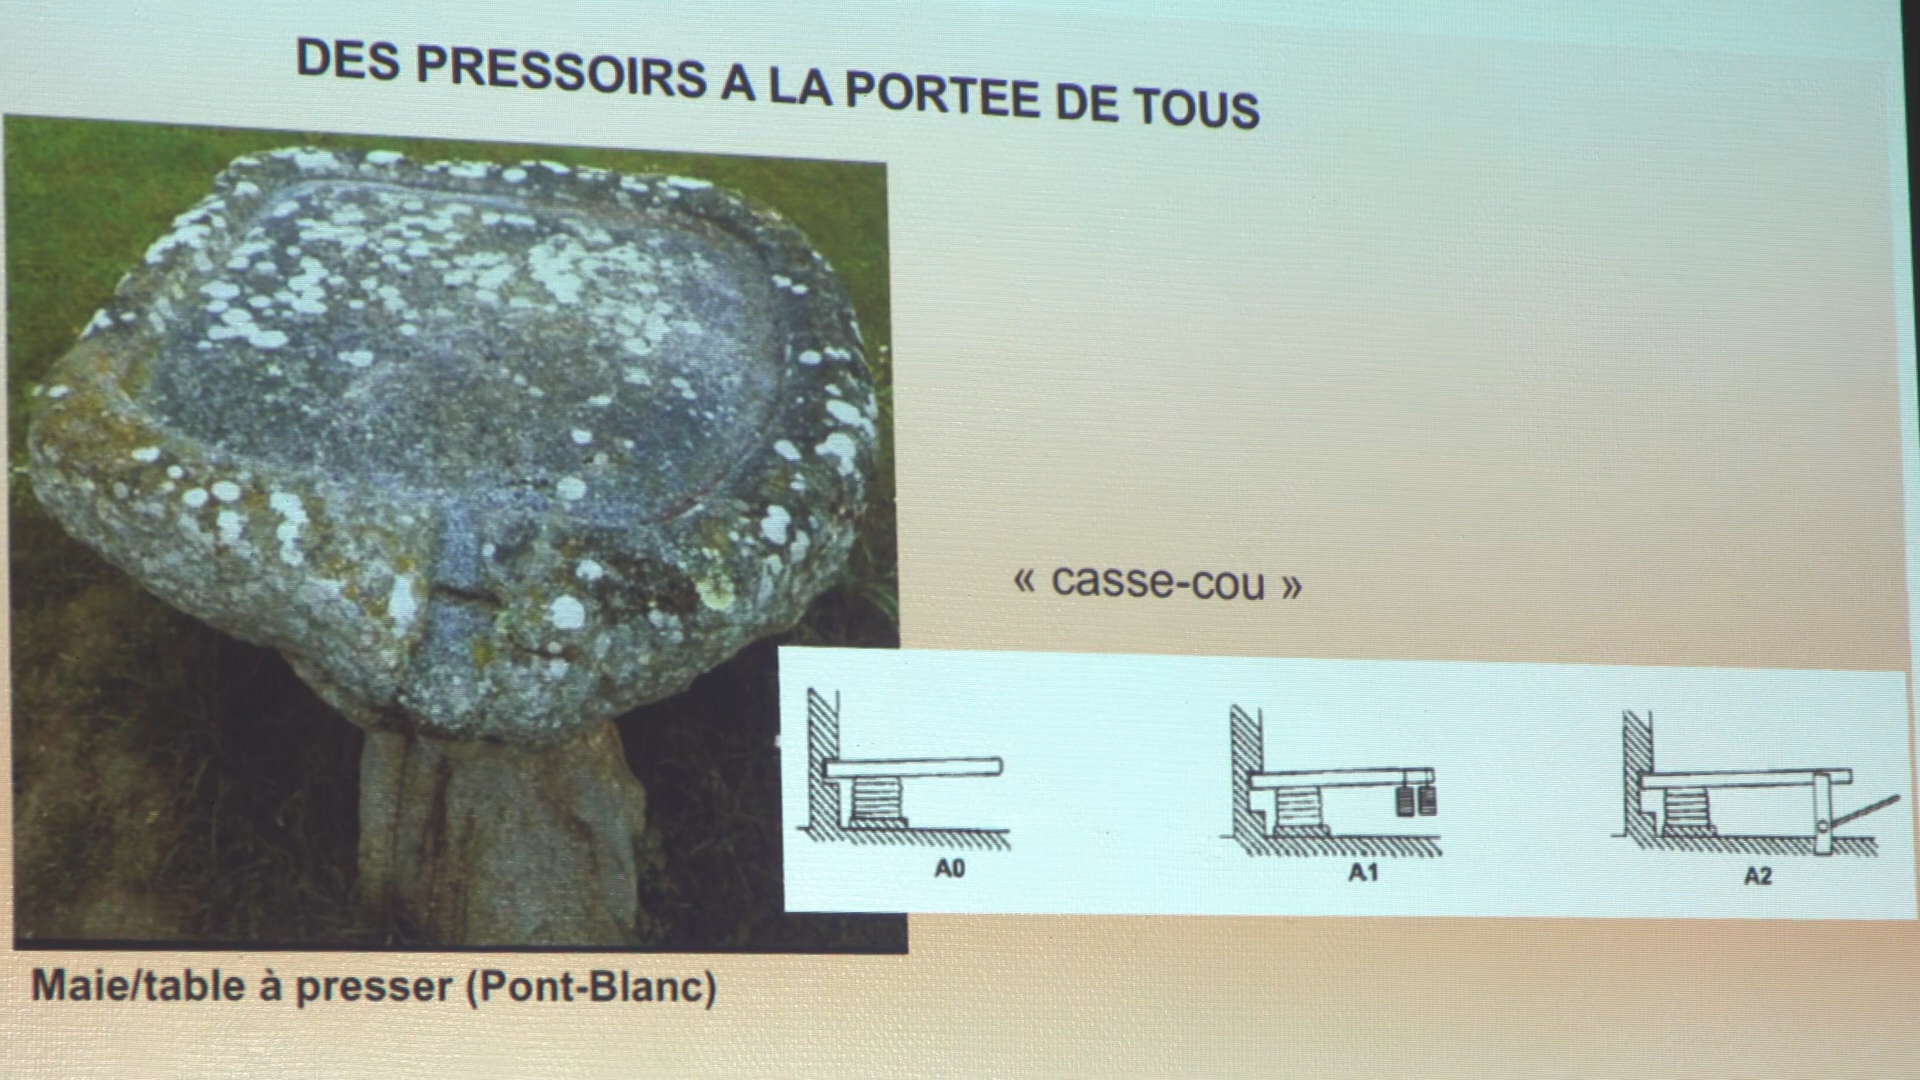 DES PRESSOIRS A LA PORTEE DE TOUS
« casse-cou »
A0
A1
A2
Maie/table à presser (Pont-Blanc)